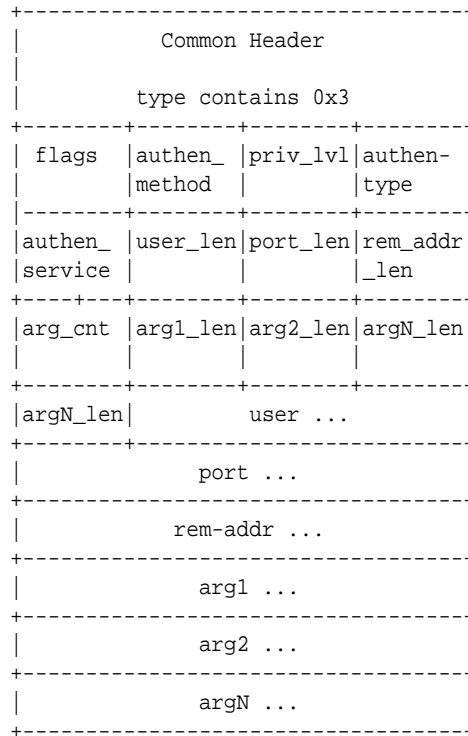 +-----------------------------------
| Common Header
|
| type contains 0x3
+--------+--------+--------+--------
| flags |authen_ |priv_lvl|authen-
| |method | |type
|--------+--------+--------+--------
|authen_ |user_len|port_len|rem_addr
|service | | |_len
+----+---+--------+--------+--------
|arg_cnt |arg1_len|arg2_len|argN_len
| | | |
+--------+--------+--------+--------
|argN_len| user ...
+--------+--------------------------
| port ...
+-----------------------------------
| rem-addr ...
+-----------------------------------
| arg1 ...
+-----------------------------------
| arg2 ...
+-----------------------------------
| argN ...
+-----------------------------------